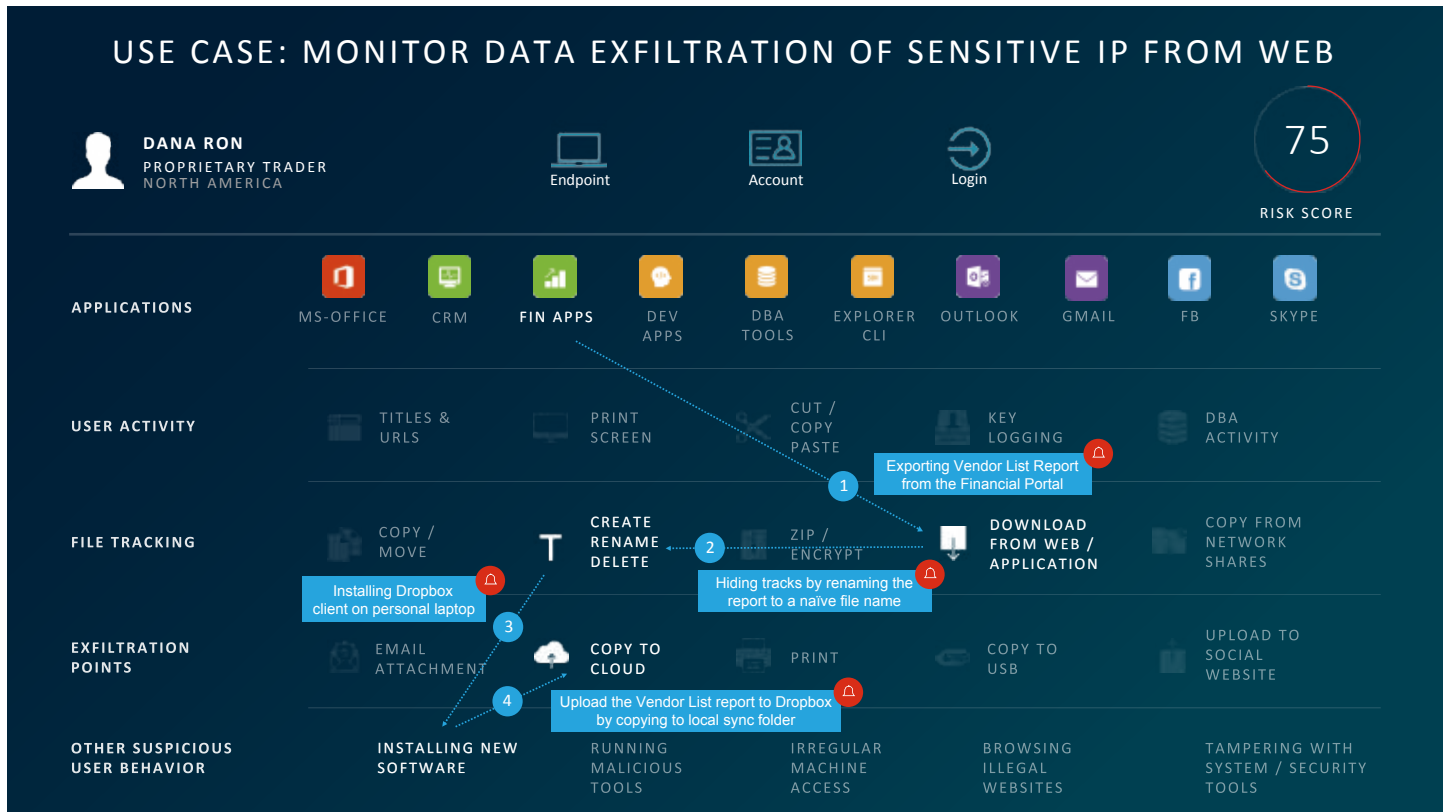 USE CASE: MONITOR DATA EXFILTRATION OF SENSITIVE IP FROM WEB
DANA RON
PROPRIETARY TRADER
NORTH AMERICA
Endpoint
Account
Login
75
RISK SCORE
APPLICATIONS
MS-OFFICE
CRM
FIN APPS
DEV
APPS
DBA
TOOLS
EXPLORER
CLI
OUTLOOK
GMAIL
FB
SKYPE
USER ACTIVITY
TITLES &
URLS
PRINT
SCREEN
CUT /
COPY
PASTE
KEY
LOGGING
DBA
ACTIVITY
Exporting Vendor List Report
from the Financial Portal
1
FILE TRACKING
COPY /
MOVE
CREATE
RENAME
DELETE
2
ZIP /
ENCRYPT
DOWNLOAD
FROM WEB /
APPLICATION
COPY FROM
NETWORK
SHARES
Installing Dropbox
client on personal laptop
Hiding tracks by renaming the
report to a naïve file name
3
EXFILTRATION
POINTS
EMAIL
ATTACHMENT
COPY TO
CLOUD
PRINT
COPY TO
USB
UPLOAD TO
SOCIAL
WEBSITE
4
Upload the Vendor List report to Dropbox
by copying to local sync folder
OTHER SUSPICIOUS
USER BEHAVIOR
INSTALLING NEW
SOFTWARE
RUNNING
MALICIOUS
TOOLS
IRREGULAR
MACHINE
ACCESS
BROWSING
ILLEGAL
WEBSITES
TAMPERING WITH
SYSTEM / SECURITY
TOOLS